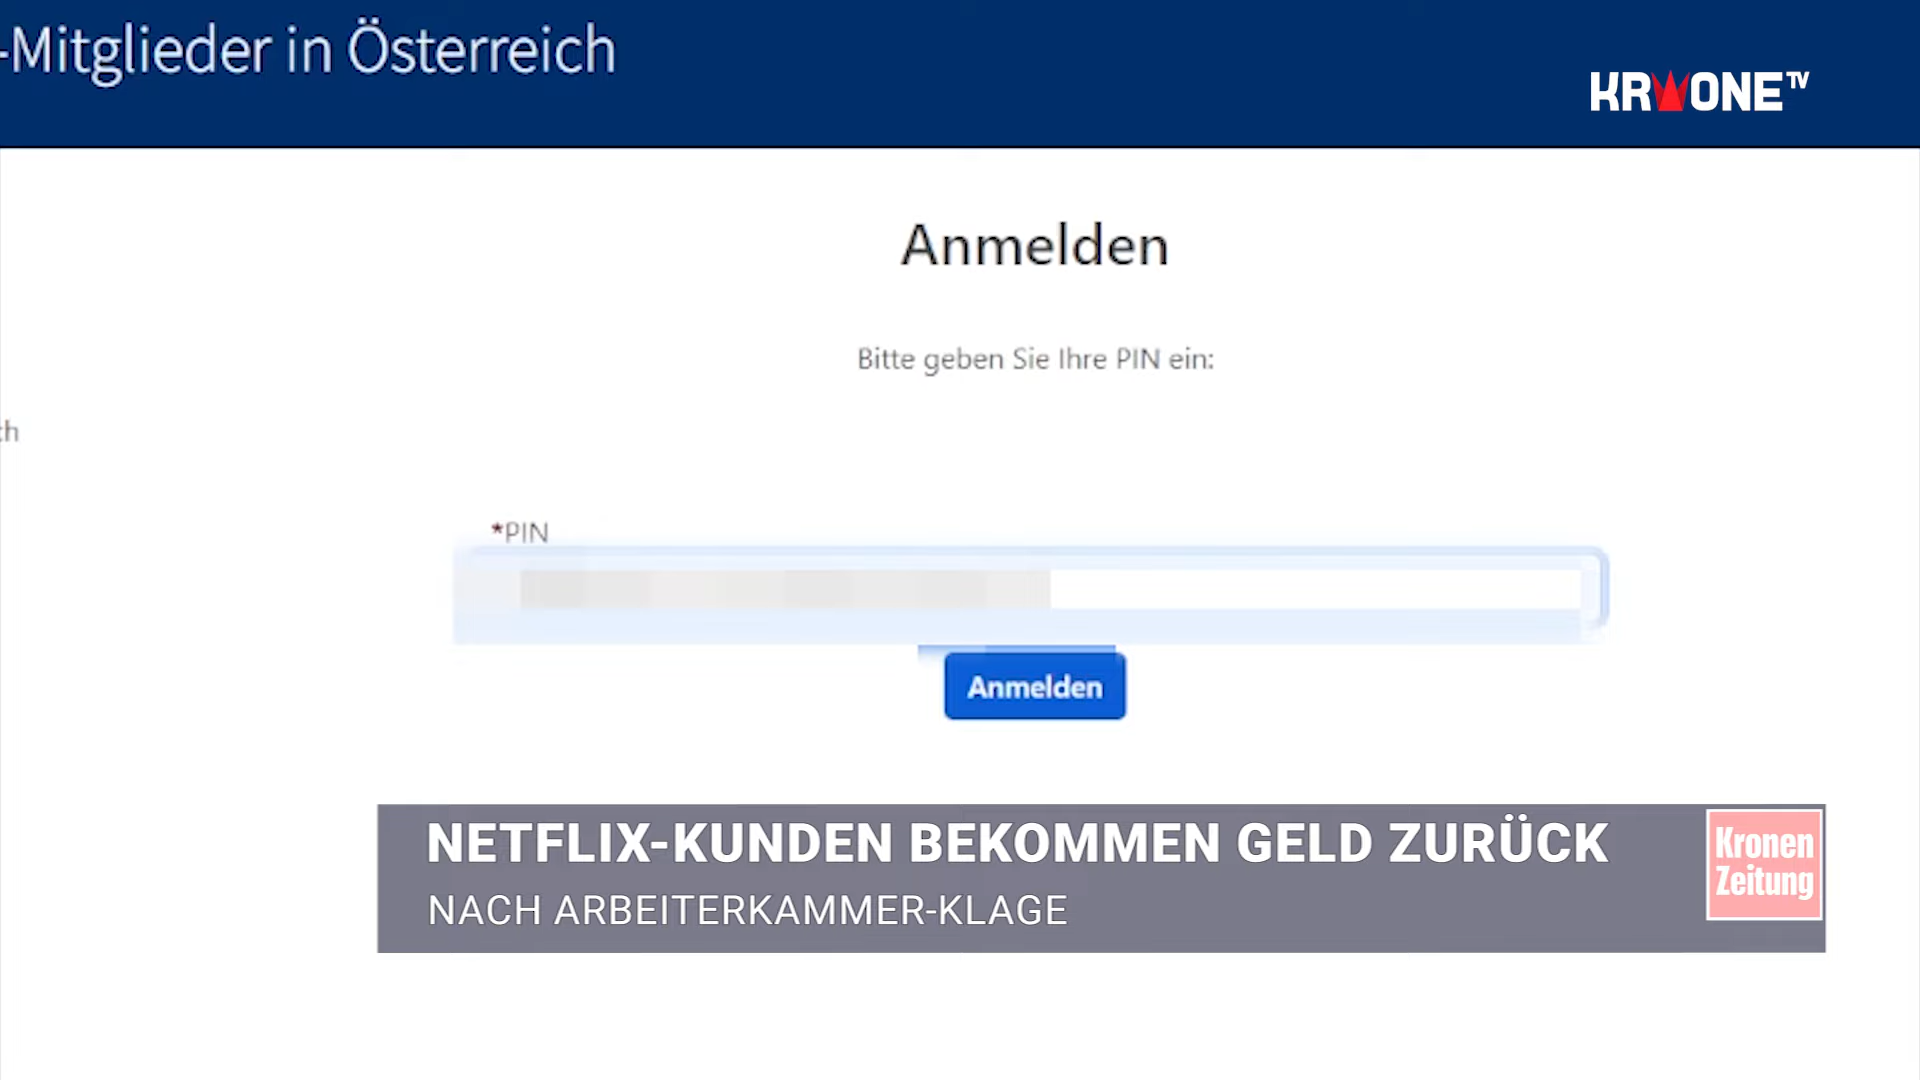 -Mitglieder in Österreich
KRONE TV
Anmelden
Bitte geben Sie Ihre PIN ein:
ch
*PIN
Anmelden
NETFLIX-KUNDEN BEKOMMEN GELD ZURÜCK
NACH ARBEITERKAMMER-KLAGE
Kronen
Zeitung